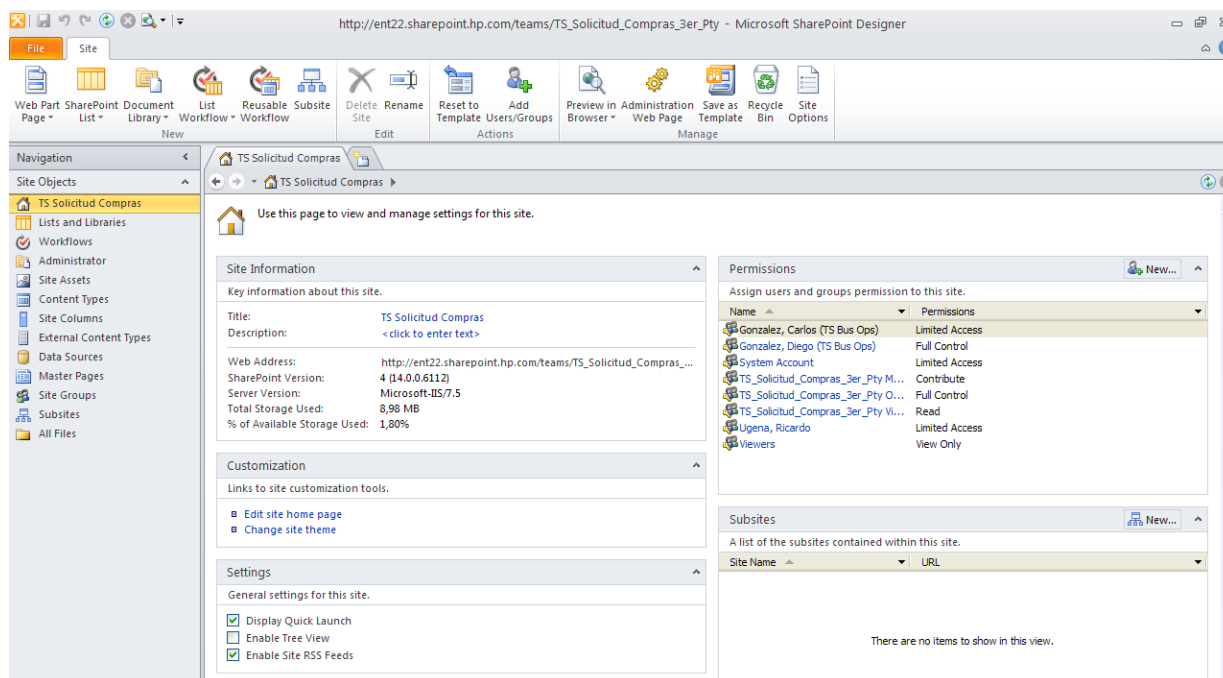 http://ent22.sharepoint.hp.com/teams/TS_Solicitud_Compras_3er_Pty - Microsoft SharePoint Designer
File Site
Web Part Page
SharePoint List
Document Library
List Workflow
Reusable Workflow
Subsite
New
Delete Site
Rename
Edit
Reset to Template
Add Users/Groups
Actions
Preview in Browser
Administration Web Page
Save as Template
Recycle Bin
Site Options
Manage
Navigation
Site Objects
TS Solicitud Compras
Lists and Libraries
Workflows
Administrator
Site Assets
Content Types
Site Columns
External Content Types
Data Sources
Master Pages
Site Groups
Subsites
All Files
TS Solicitud Compras
TS Solicitud Compras
Use this page to view and manage settings for this site.
Site Information
Key information about this site.
Title: TS Solicitud Compras
Description: <click to enter text>
Web Address: http://ent22.sharepoint.hp.com/teams/TS_Solicitud_Compras_...
SharePoint Version: 4 (14.0.0.6112)
Server Version: Microsoft-IIS/7.5
Total Storage Used: 8,98 MB
% of Available Storage Used: 1,80%
Customization
Links to site customization tools.
Edit site home page
Change site theme
Settings
General settings for this site.
Display Quick Launch
Enable Tree View
Enable Site RSS Feeds
Permissions New...
Assign users and groups permission to this site.
Name Permissions
Gonzalez, Carlos (TS Bus Ops) Limited Access
Gonzalez, Diego (TS Bus Ops) Full Control
System Account Limited Access
TS_Solicitud_Compras_3er_Pty M... Contribute
TS_Solicitud_Compras_3er_Pty O... Full Control
TS_Solicitud_Compras_3er_Pty Vi... Read
Ugena, Ricardo Limited Access
Viewers View Only
Subsites New...
A list of the subsites contained within this site.
Site Name URL
There are no items to show in this view.